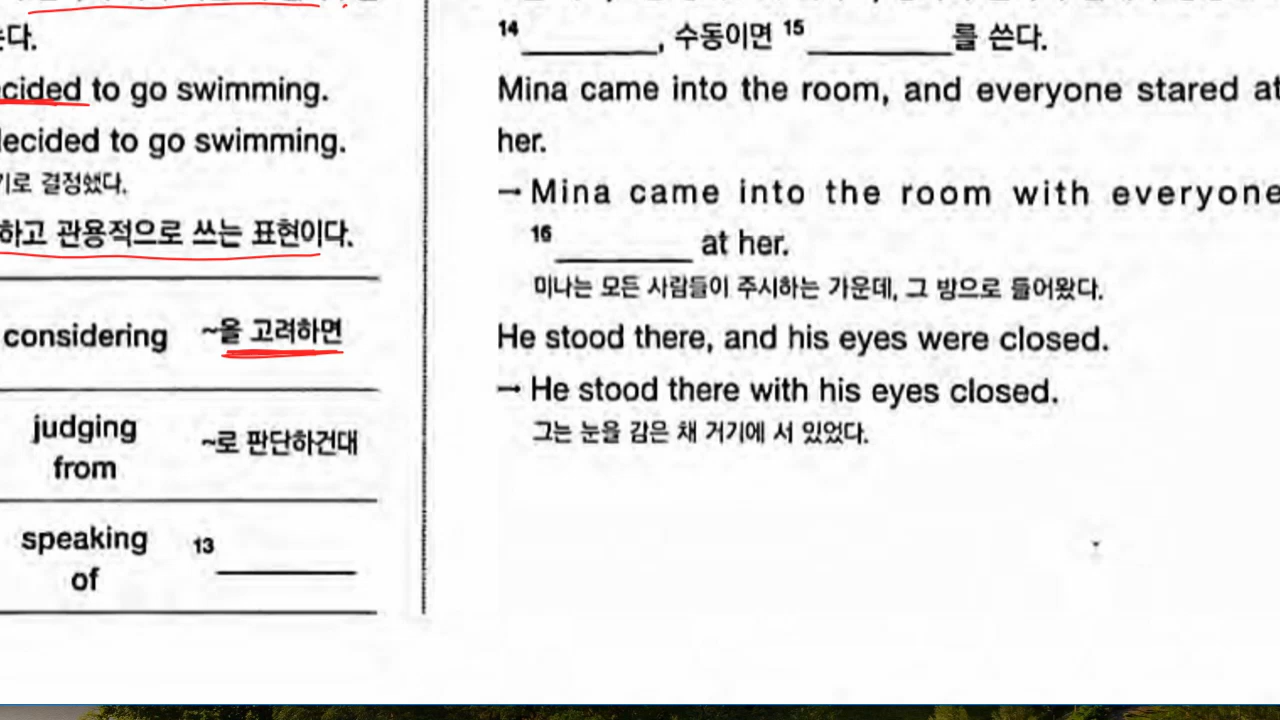 는다.
cided to go swimming.
decided to go swimming.
기로 결정했다.
하고 관용적으로 쓰는 표현이다.
considering ~을 고려하면
judging from ~로 판단하건대
speaking of 13 ________
14 ________, 수동이면 15 ________를 쓴다.
Mina came into the room, and everyone stared at
her.
→ Mina came into the room with everyone
16 ________ at her.
미나는 모든 사람들이 주시하는 가운데, 그 방으로 들어왔다.
He stood there, and his eyes were closed.
→ He stood there with his eyes closed.
그는 눈을 감은 채 거기에 서 있었다.